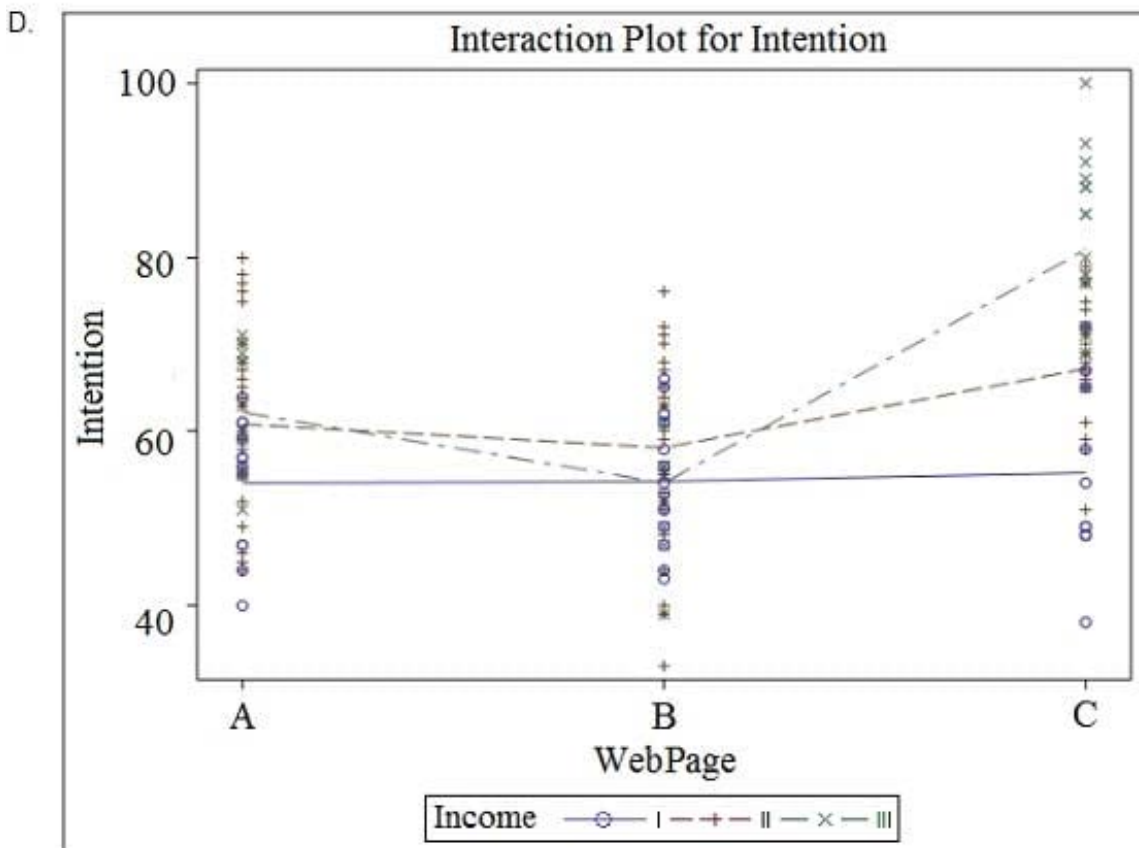 D.
Interaction Plot for Intention
100
80
60
40
Intention
A B C
WebPage
Income I II III